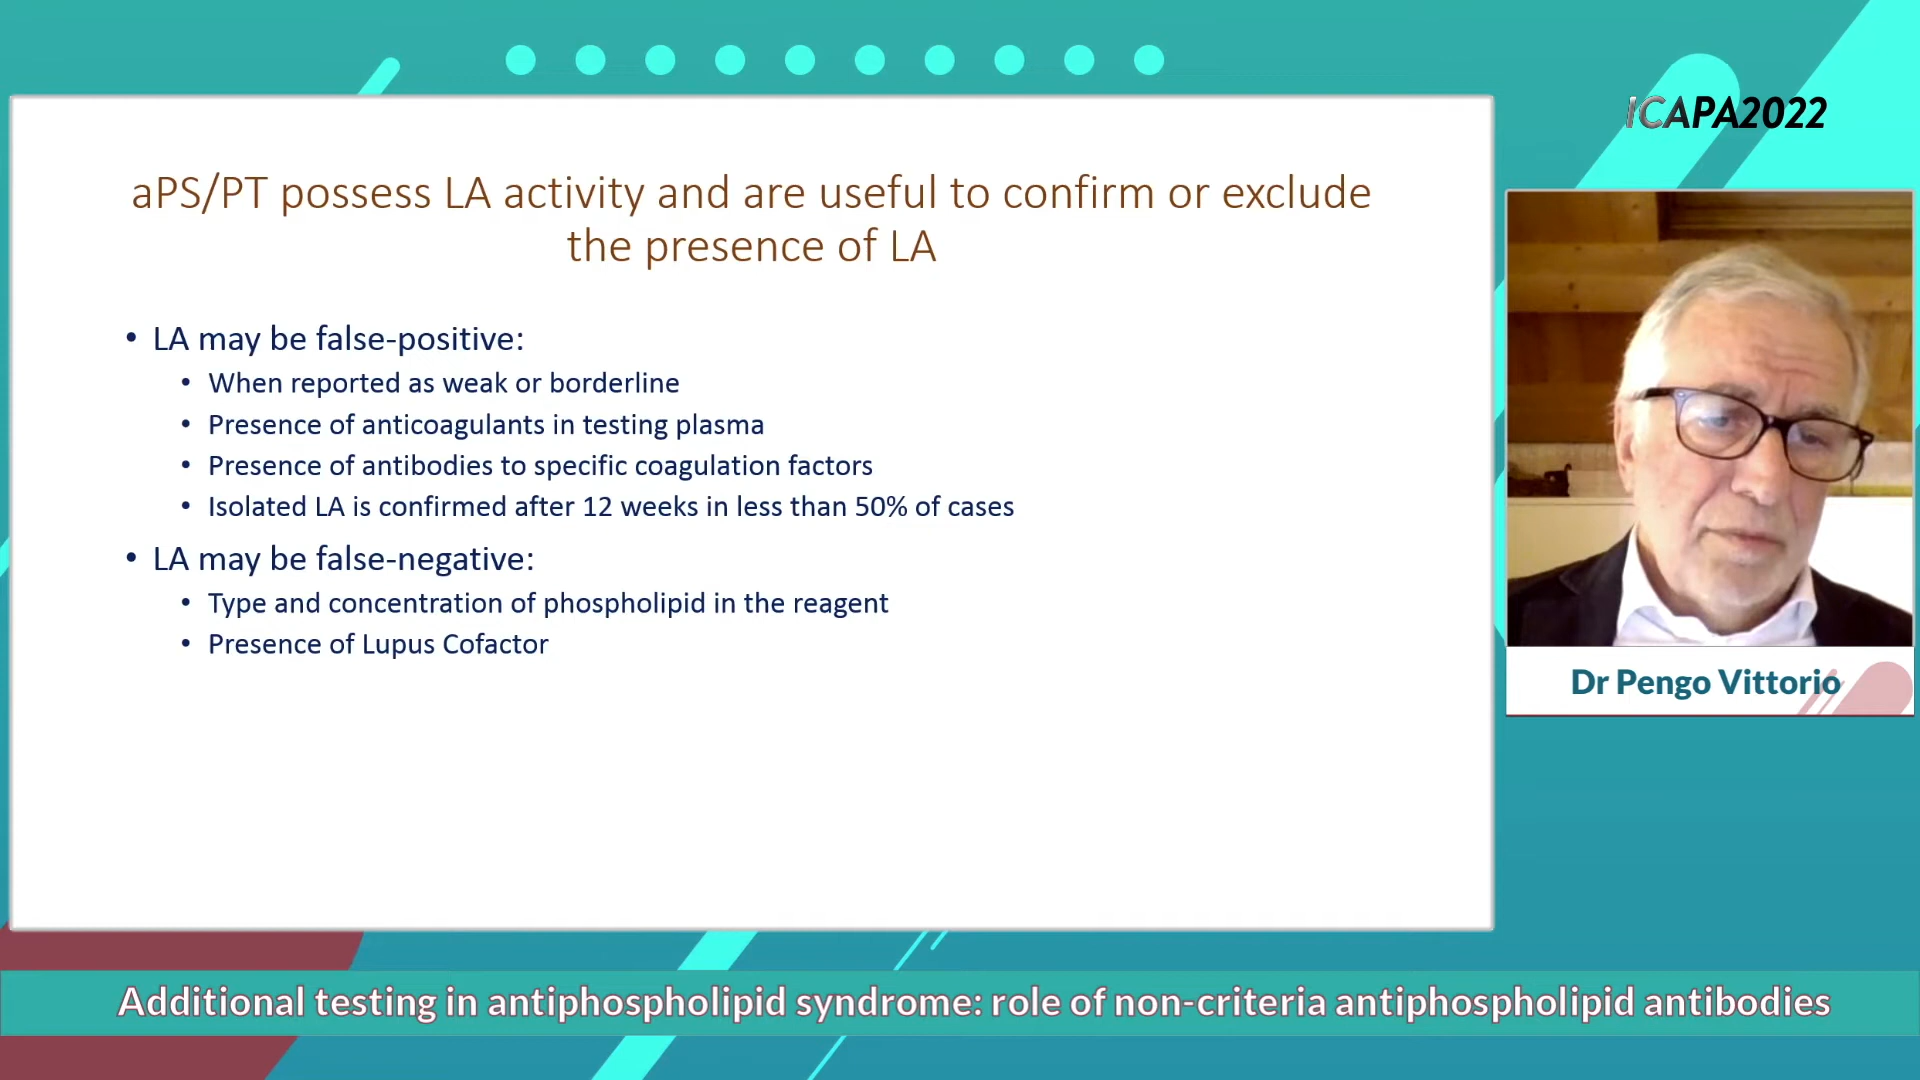 ICAPA2022
aPS/PT possess LA activity and are useful to confirm or exclude
the presence of LA
• LA may be false-positive:
• When reported as weak or borderline
• Presence of anticoagulants in testing plasma
• Presence of antibodies to specific coagulation factors
• Isolated LA is confirmed after 12 weeks in less than 50% of cases
• LA may be false-negative:
• Type and concentration of phospholipid in the reagent
• Presence of Lupus Cofactor
Dr Pengo Vittorio
Additional testing in antiphospholipid syndrome: role of non-criteria antiphospholipid antibodies